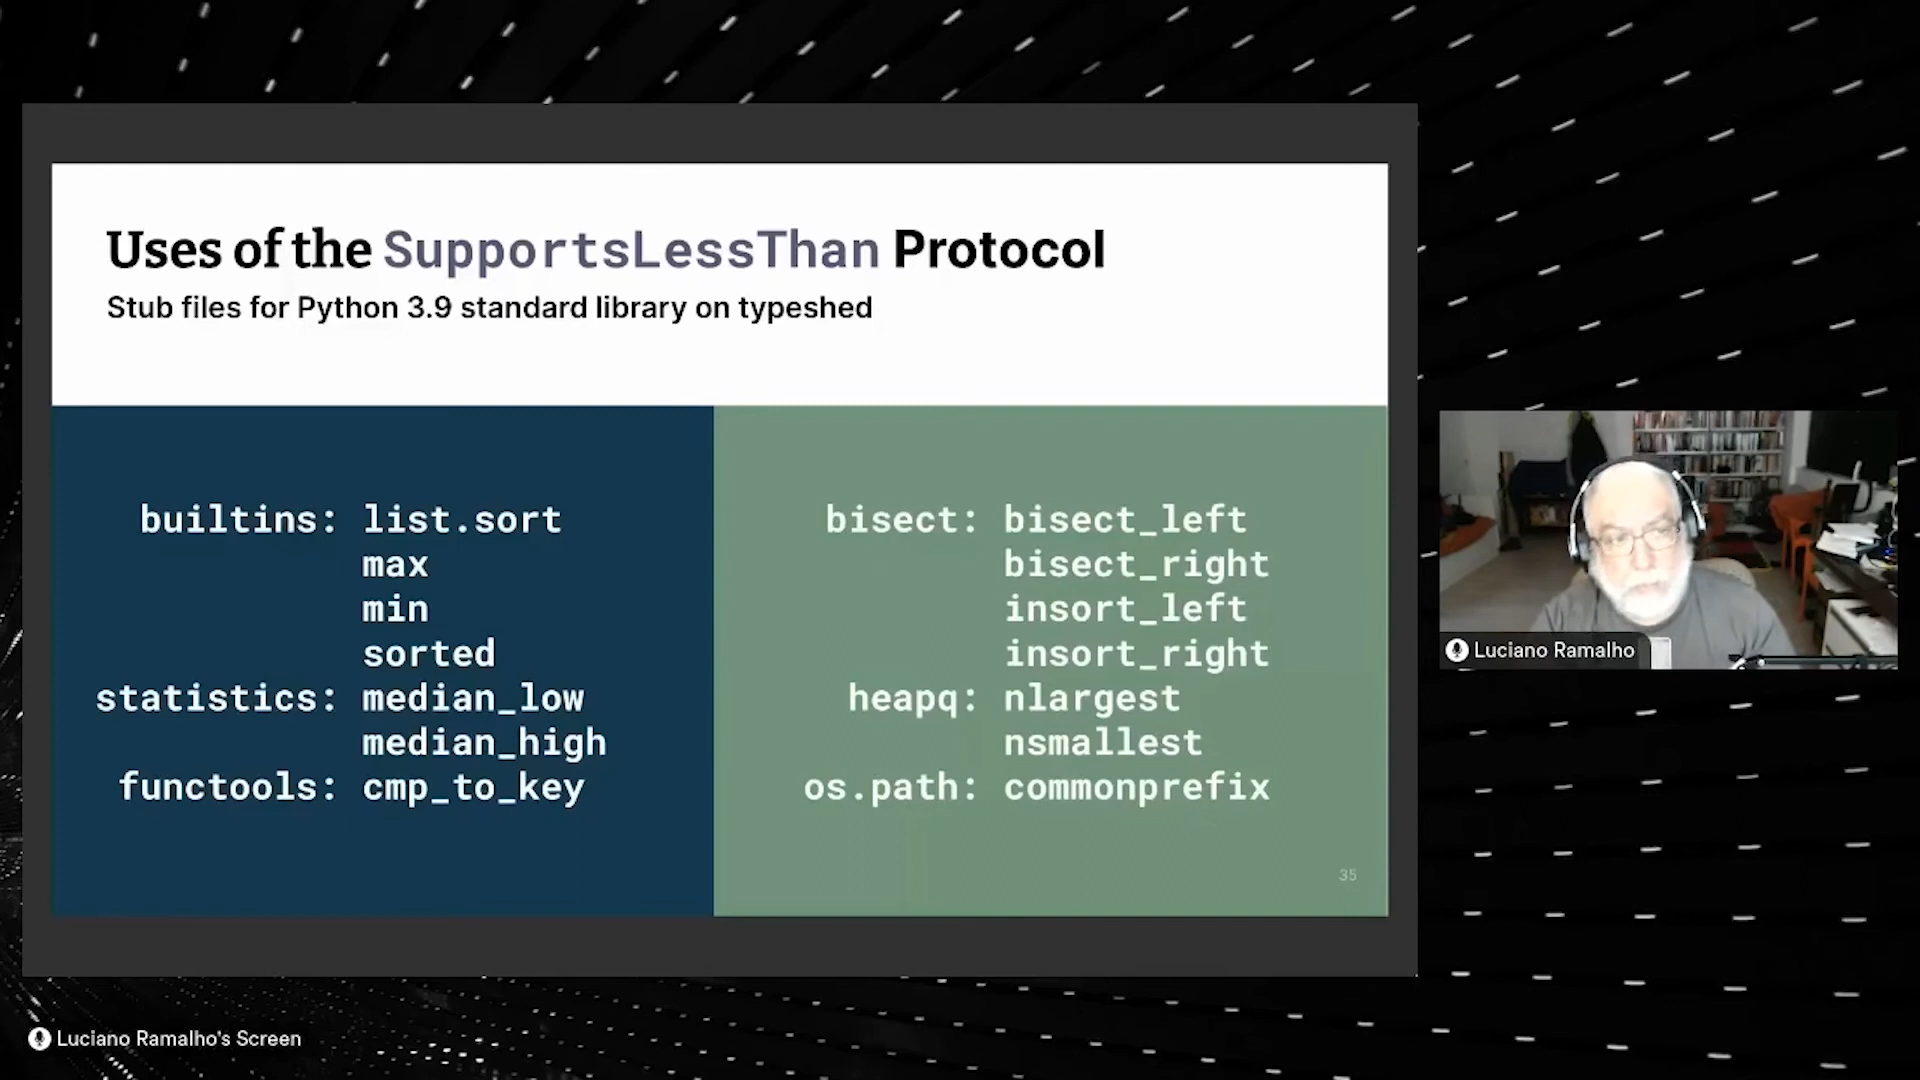 Uses of the SupportsLessThan Protocol
Stub files for Python 3.9 standard library on typeshed
builtins: list.sort
max
min
sorted
statistics: median_low
median_high
functools: cmp_to_key
bisect: bisect_left
bisect_right
insort_left
insort_right
heapq: nlargest
nsmallest
os.path: commonprefix
35
Luciano Ramalho
Luciano Ramalho's Screen